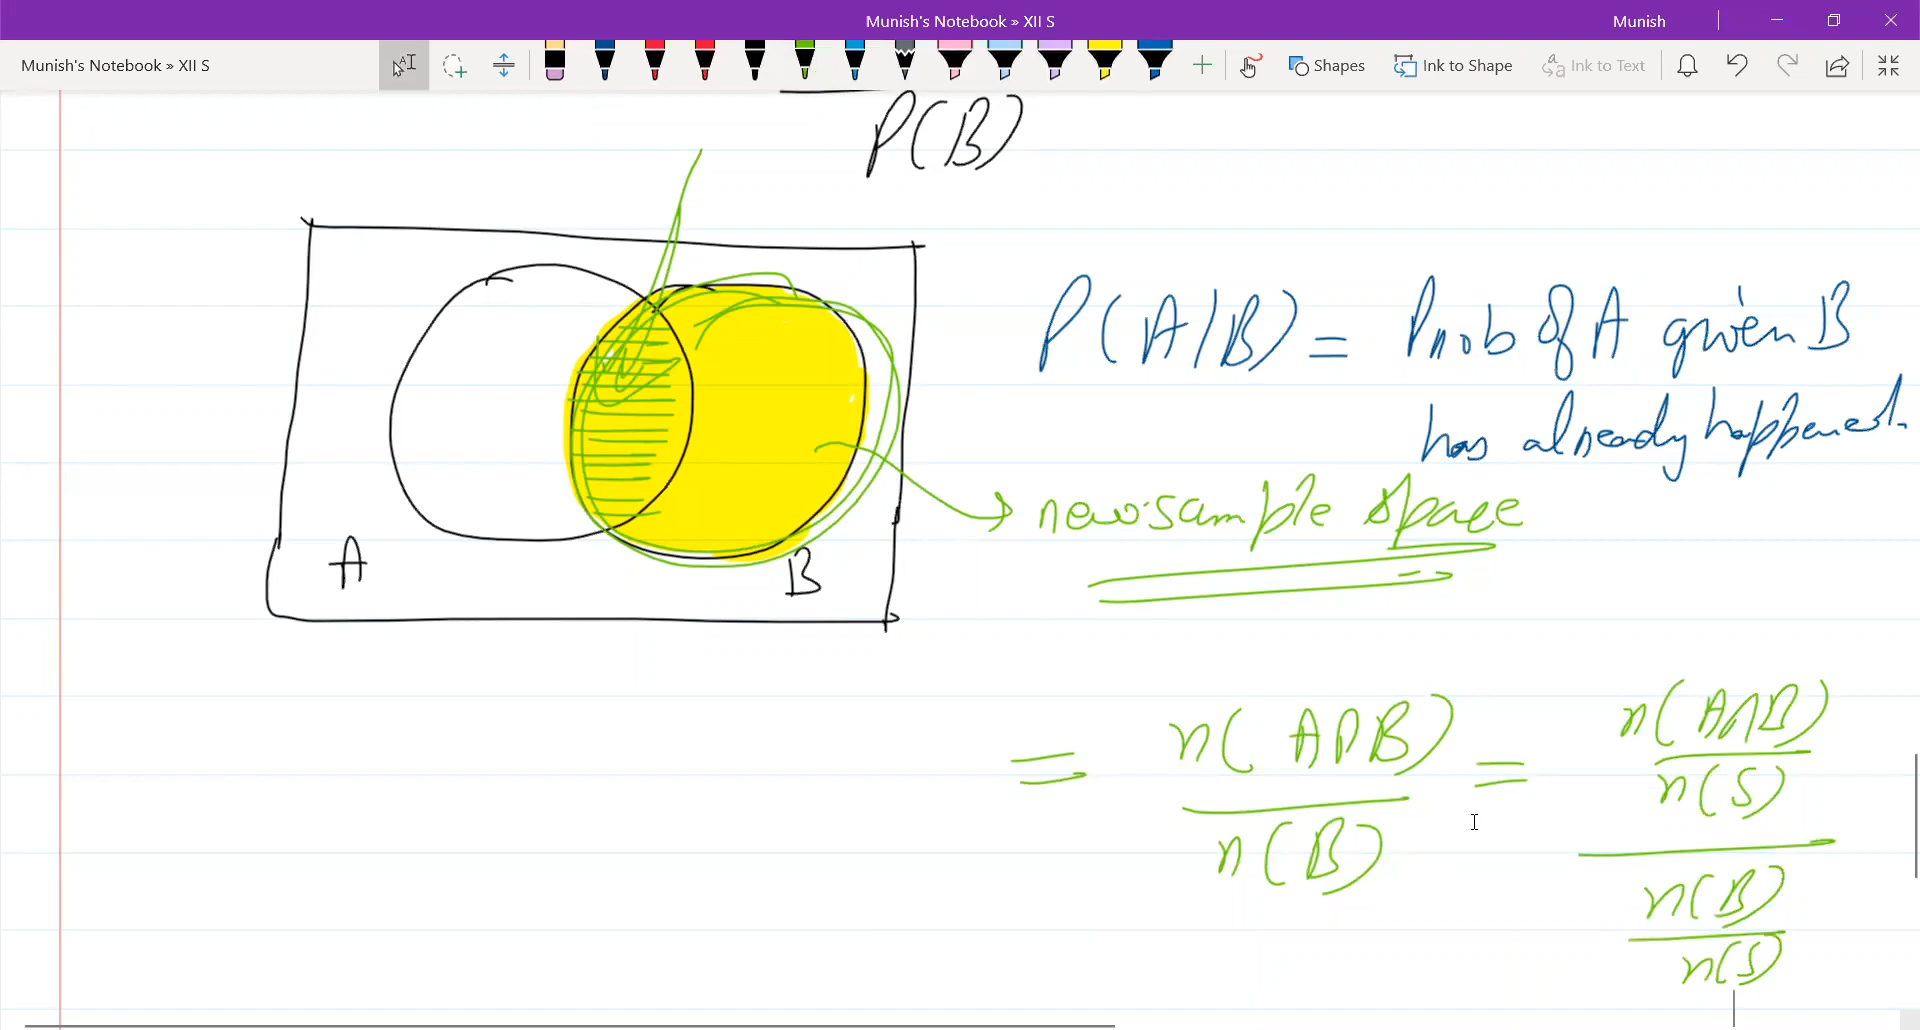 Munish's Notebook » XII S
Munish
Munish's Notebook » XII S
Shapes
Ink to Shape
Ink to Text
P(B)
A
B
P(A/B) = Prob of A given B
has already happened.
new sample space
= n(A∩B) / n(B) = n(A∩B) / n(S)
n(B) / n(S)